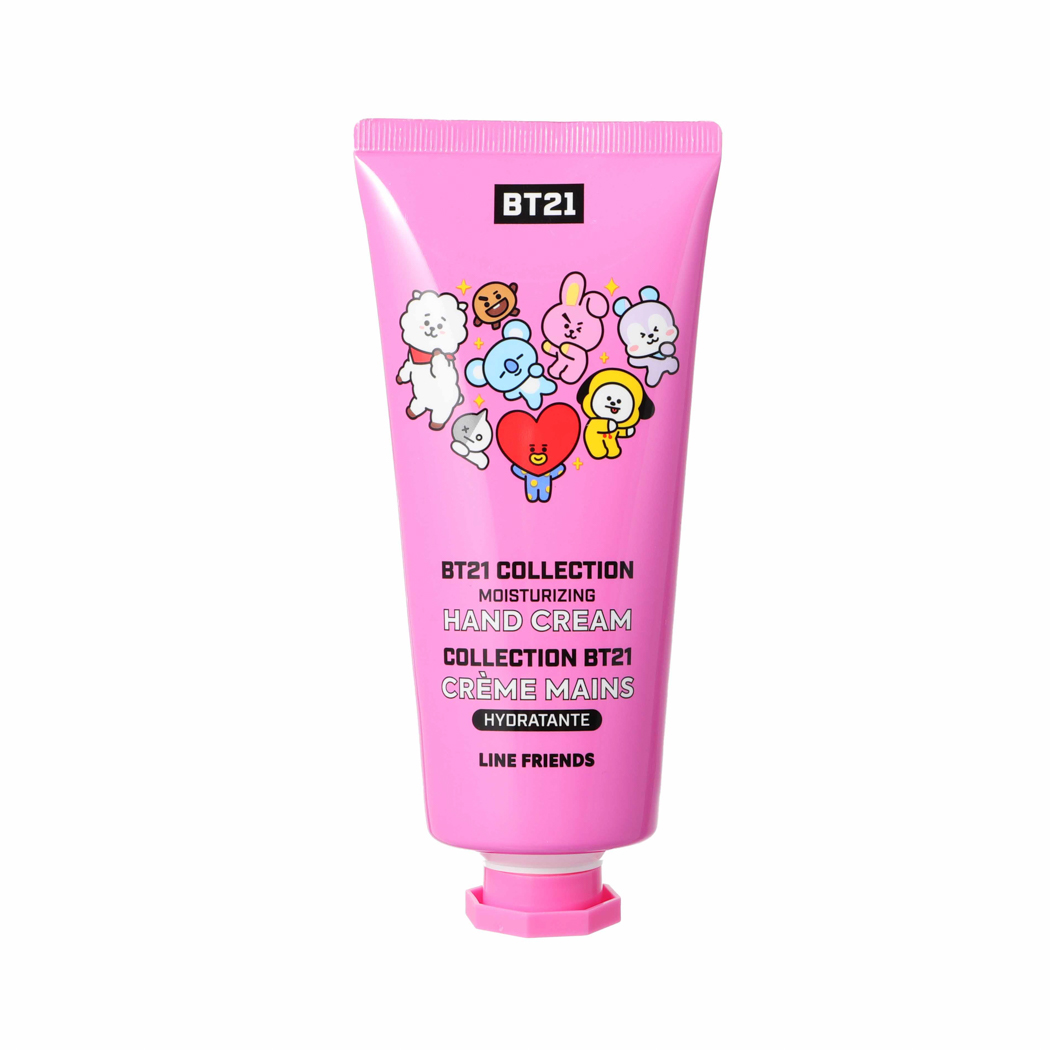 BT21
BT21 COLLECTION
MOISTURIZING
HAND CREAM
COLLECTION BT21
CRÈME MAINS
HYDRATANTE
LINE FRIENDS